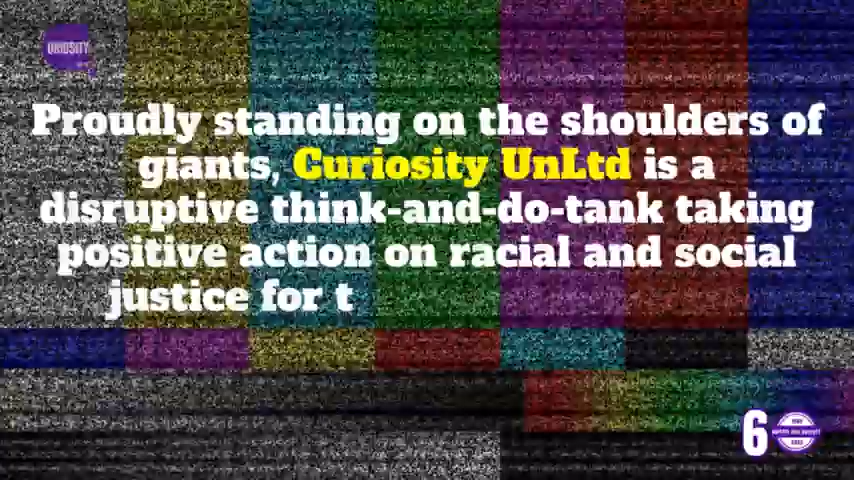 URIOSITY
Proudly standing on the shoulders of
giants, Curiosity UnLtd is a
disruptive think-and-do-tank taking
positive action on racial and social
justice for t
6